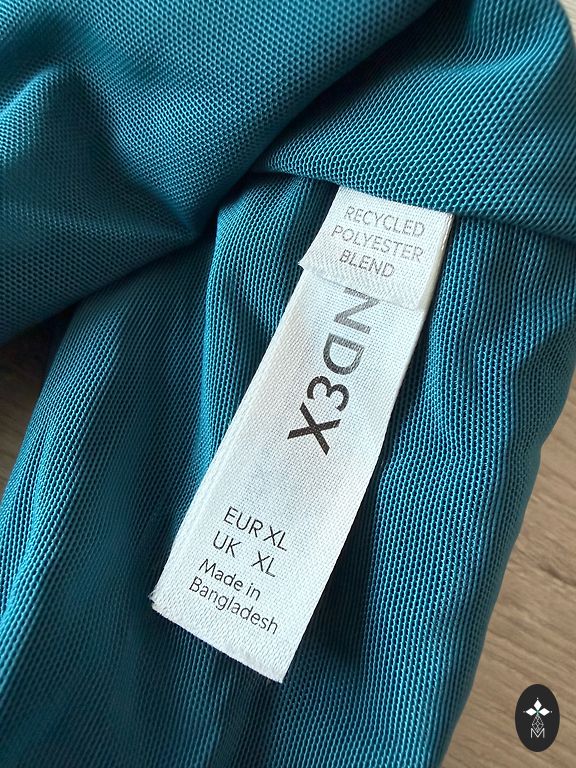 RECYCLED
POLYESTER
BLEND
NDEX
EUR XL
UK XL
Made in
Bangladesh
M